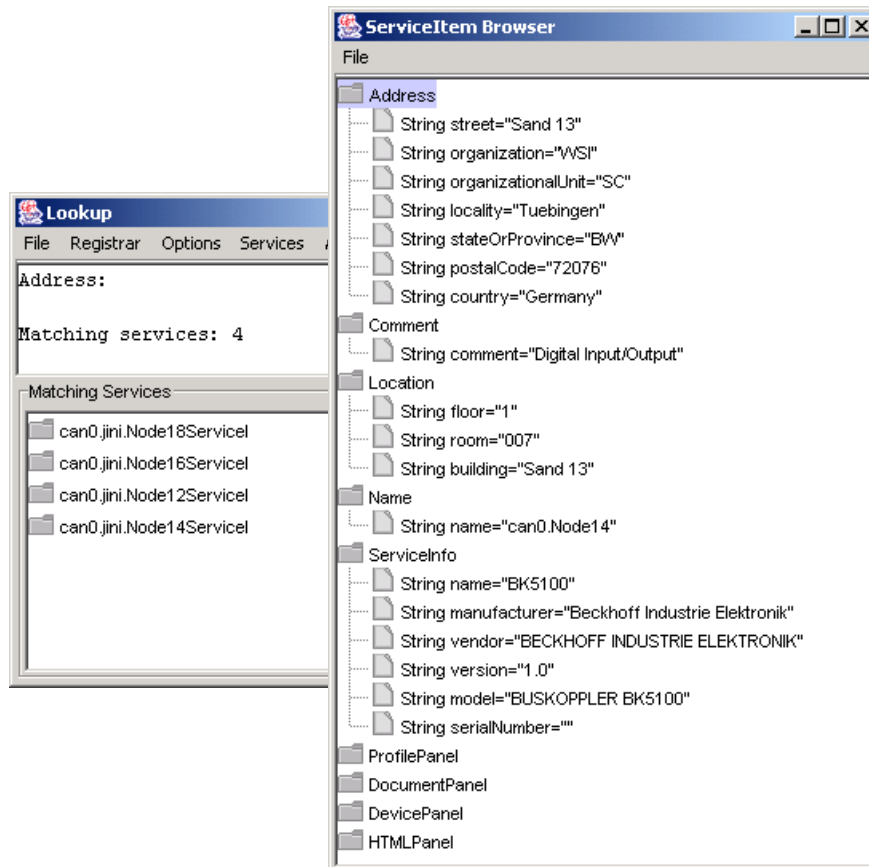 Lookup
File Registrar Options Services
Address:
Matching services: 4
Matching Services
can0.jini.Node18ServiceI
can0.jini.Node16ServiceI
can0.jini.Node12ServiceI
can0.jini.Node14ServiceI
ServiceItem Browser
File
Address
String street="Sand 13"
String organization="WSI"
String organizationalUnit="SC"
String locality="Tuebingen"
String stateOrProvince="BW"
String postalCode="72076"
String country="Germany"
Comment
String comment="Digital Input/Output"
Location
String floor="1"
String room="007"
String building="Sand 13"
Name
String name="can0.Node14"
ServiceInfo
String name="BK5100"
String manufacturer="Beckhoff Industrie Elektronik"
String vendor="BECKHOFF INDUSTRIE ELEKTRONIK"
String version="1.0"
String model="BUSKOPPLER BK5100"
String serialNumber=""
ProfilePanel
DocumentPanel
DevicePanel
HTMLPanel